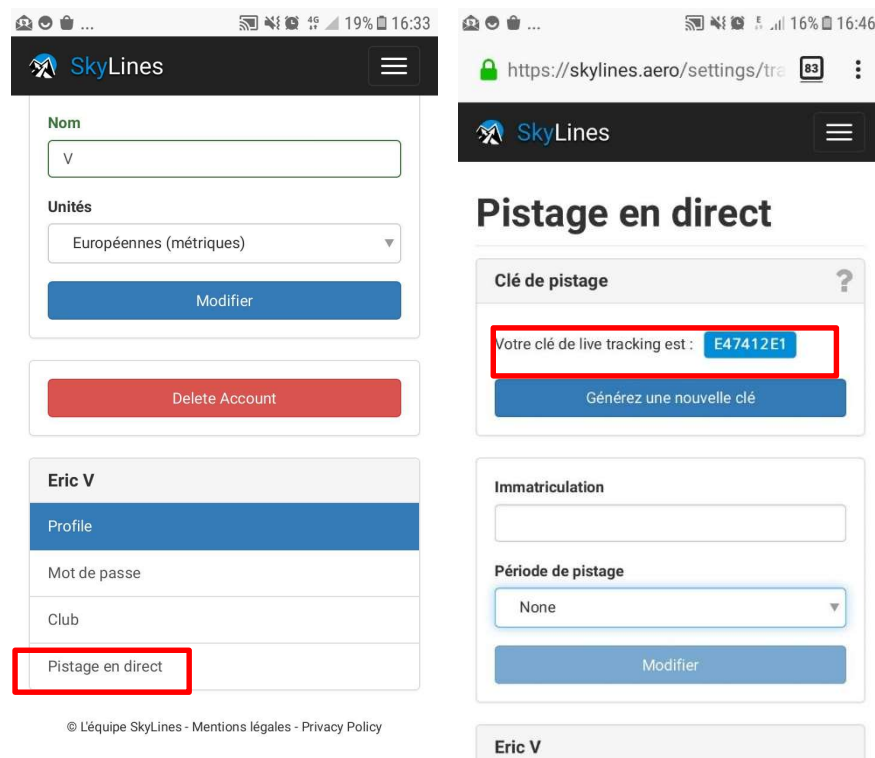 ... 4G 19% 16:33
SkyLines
Nom
V
Unités
Européennes (métriques)
Modifier
Delete Account
Eric V
Profile
Mot de passe
Club
Pistage en direct
© L'équipe SkyLines - Mentions légales - Privacy Policy
... 16% 16:46
https://skylines.aero/settings/tra 83
SkyLines
Pistage en direct
Clé de pistage ?
Votre clé de live tracking est : E47412E1
Générez une nouvelle clé
Immatriculation
Période de pistage
None
Modifier
Eric V